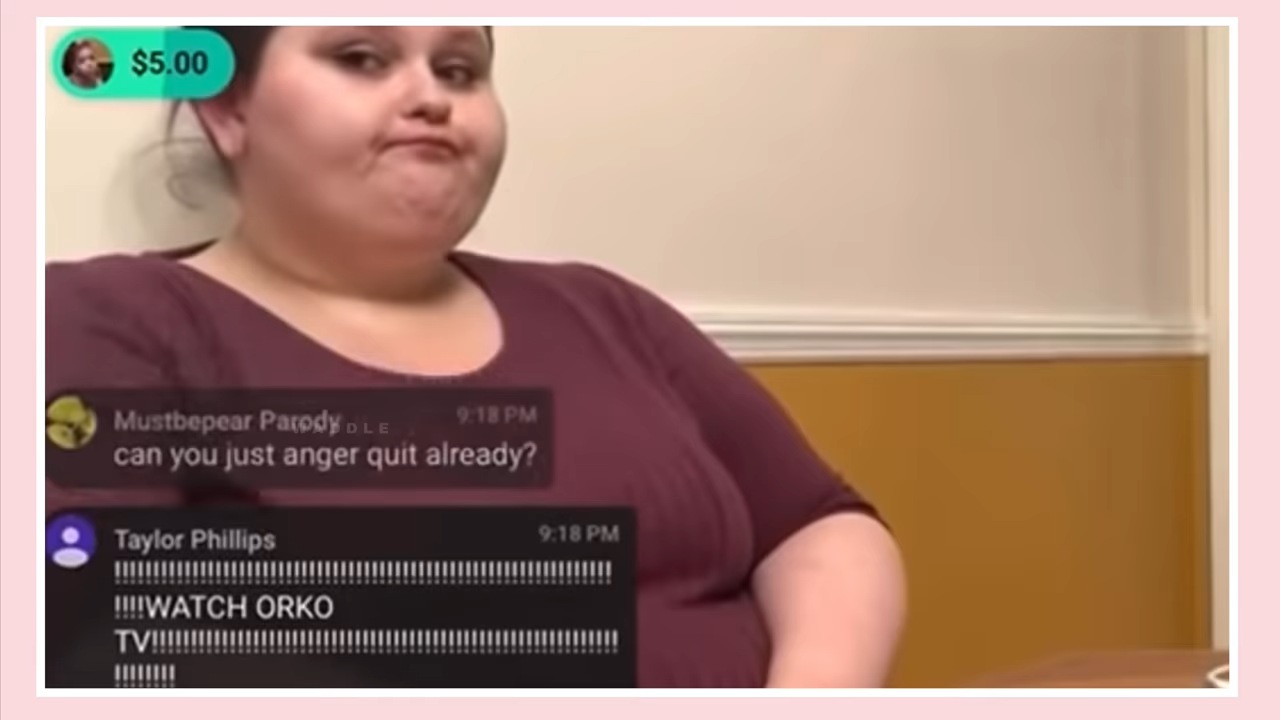 $5.00
Mustbepear Parody 9:18 PM
can you just anger quit already?
Taylor Phillips 9:18 PM
!!!!!!!!!!!!!!!!!!!!!!!!!!!!!!!!!!!!!!!!!!!!!!!!!!!!!!!!!!!!!!!!
!!!!WATCH ORKO
TV!!!!!!!!!!!!!!!!!!!!!!!!!!!!!!!!!!!!!!!!!!!!!!!!!!!!!!!!!!!!
!!!!!!!!